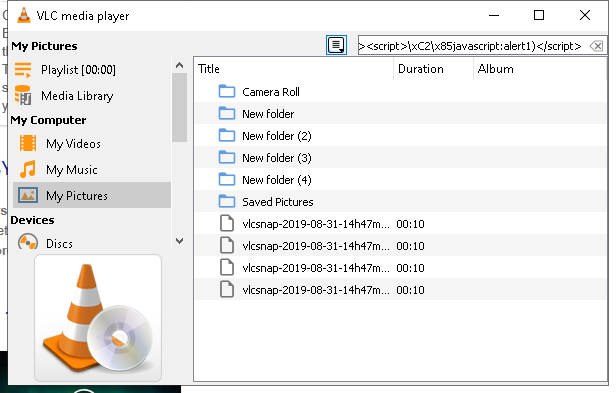 VLC media player
My Pictures
><script>\xC2\x85javascript:alert1)</script>
Playlist [00:00]
Media Library
My Computer
My Videos
My Music
My Pictures
Devices
Discs
Title Duration Album
Camera Roll
New folder
New folder (2)
New folder (3)
New folder (4)
Saved Pictures
vlcsnap-2019-08-31-14h47m... 00:10
vlcsnap-2019-08-31-14h47m... 00:10
vlcsnap-2019-08-31-14h47m... 00:10
vlcsnap-2019-08-31-14h47m... 00:10